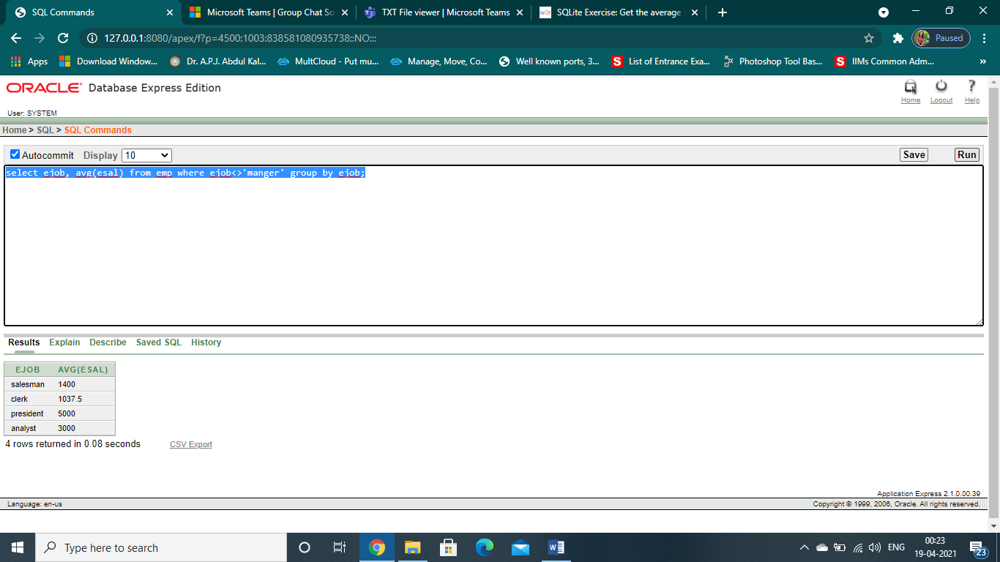 SQL Commands
Microsoft Teams | Group Chat So
TXT File viewer | Microsoft Teams
w3r
SQLite Exercise: Get the average
127.0.0.1:8080/apex/f?p=4500:1003:838581080935738::NO:::
Paused
Apps
Download Window...
Dr. A.P.J. Abdul Kal...
MultCloud - Put mu...
Manage, Move, Co...
Well known ports, 3...
S
List of Entrance Exa...
Photoshop Tool Bas...
S
IIMs Common Adm...
»
ORACLE Database Express Edition
Home
Logout
Help
User: SYSTEM
Home > SQL > SQL Commands
Autocommit Display 10 Save Run
select ejob, avg(esal) from emp where ejob<>'manger' group by ejob;
Results Explain Describe Saved SQL History
EJOB AVG(ESAL)
salesman 1400
clerk 1037.5
president 5000
analyst 3000
4 rows returned in 0.08 seconds CSV Export
Application Express 2.1.0.00.39
Language: en-us Copyright © 1999, 2006, Oracle. All rights reserved.
Type here to search
ENG
00:23
19-04-2021
23